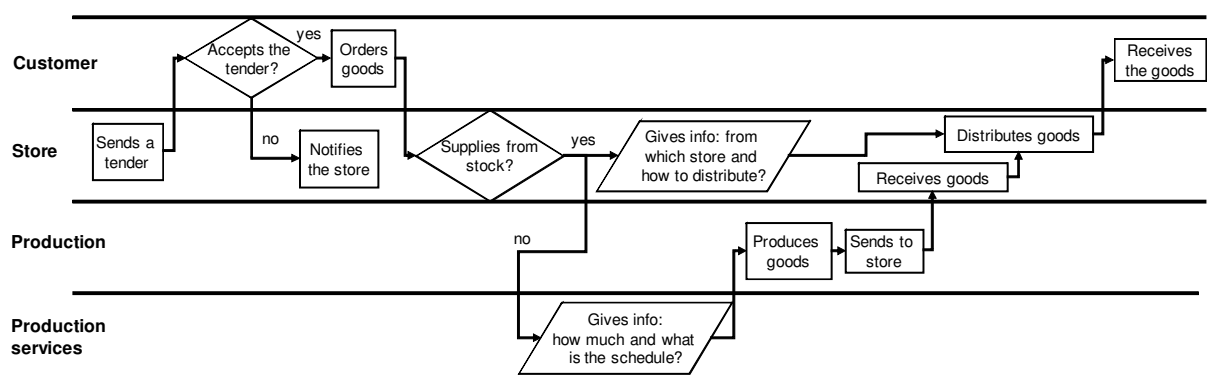 Customer
Accepts the
tender?
yes
Orders
goods
Receives
the goods
Store
Sends a
tender
no
Notifies
the store
Supplies from
stock?
yes
Gives info: from
which store and
how to distribute?
Distributes goods
Receives goods
Production
no
Produces
goods
Sends to
store
Production
services
Gives info:
how much and what
is the schedule?